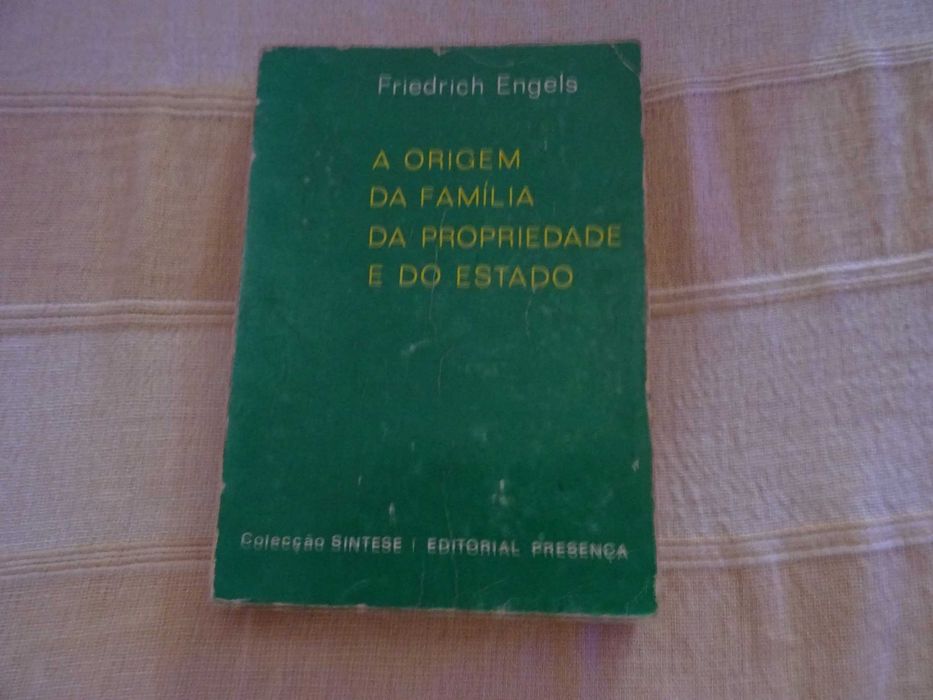 Friedrich Engels
A ORIGEM
DA FAMÍLIA
DA PROPRIEDADE
E DO ESTADO
Colecção SINTESE | EDITORIAL PRESENÇA